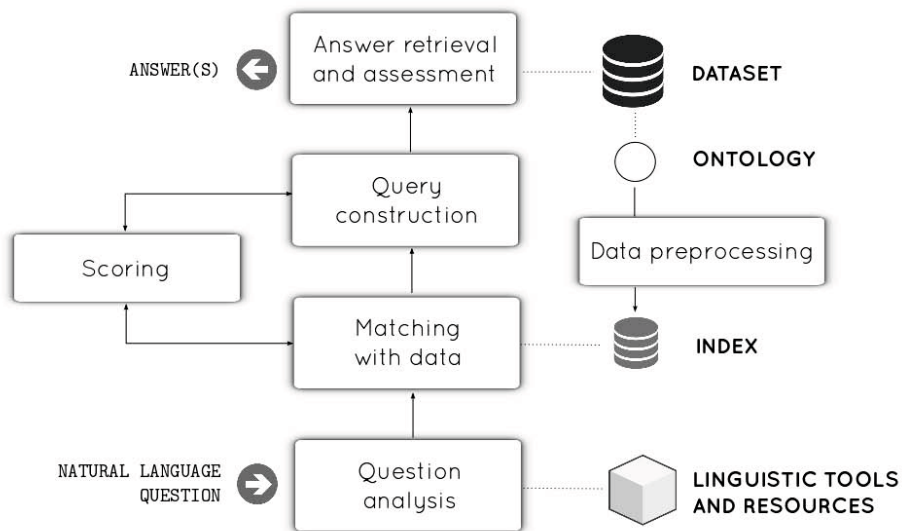 Answer retrieval
and assessment
ANSWER(S)
DATASET
ONTOLOGY
Query
construction
Data preprocessing
Scoring
Matching
with data
INDEX
NATURAL LANGUAGE
QUESTION
Question
analysis
LINGUISTIC TOOLS
AND RESOURCES